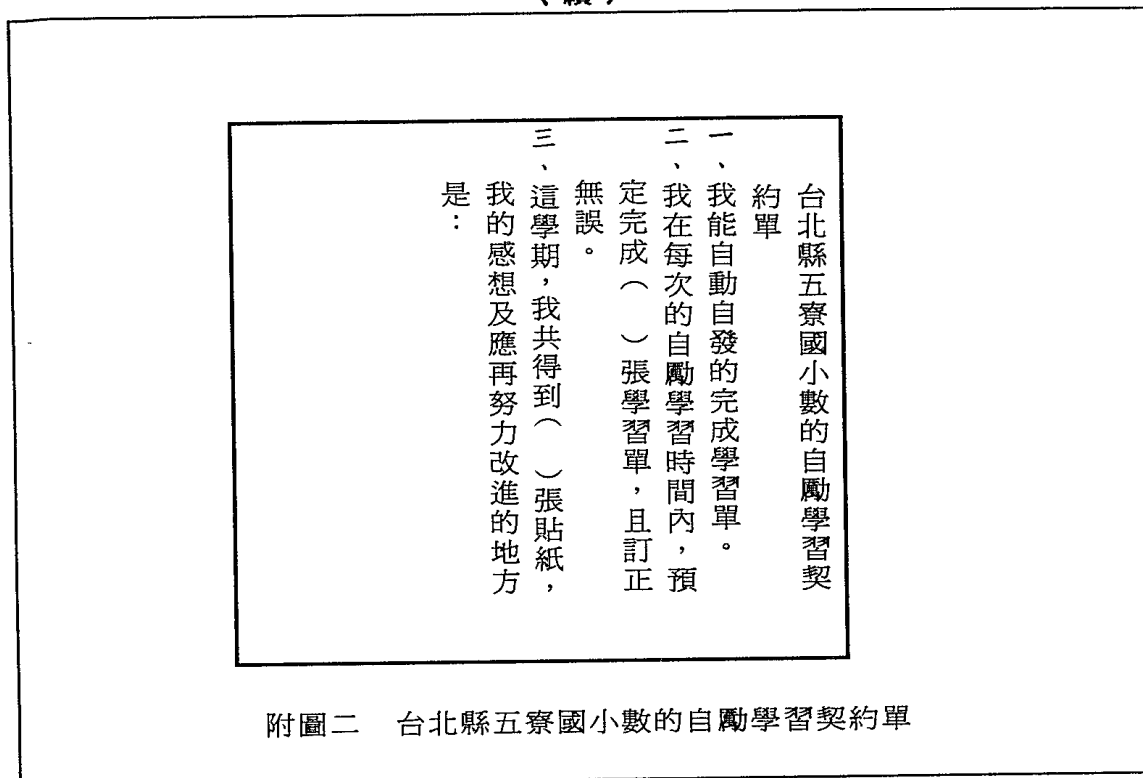 台北縣五寮國小數的自勵學習契
約單
一、我能自動自發的完成學習單。
二、我在每次的自勵學習時間內，預
定完成（ ）張學習單，且訂正
無誤。
三、這學期，我共得到（ ）張貼紙，
我的感想及應再努力改進的地方
是：
附圖二　台北縣五寮國小數的自勵學習契約單